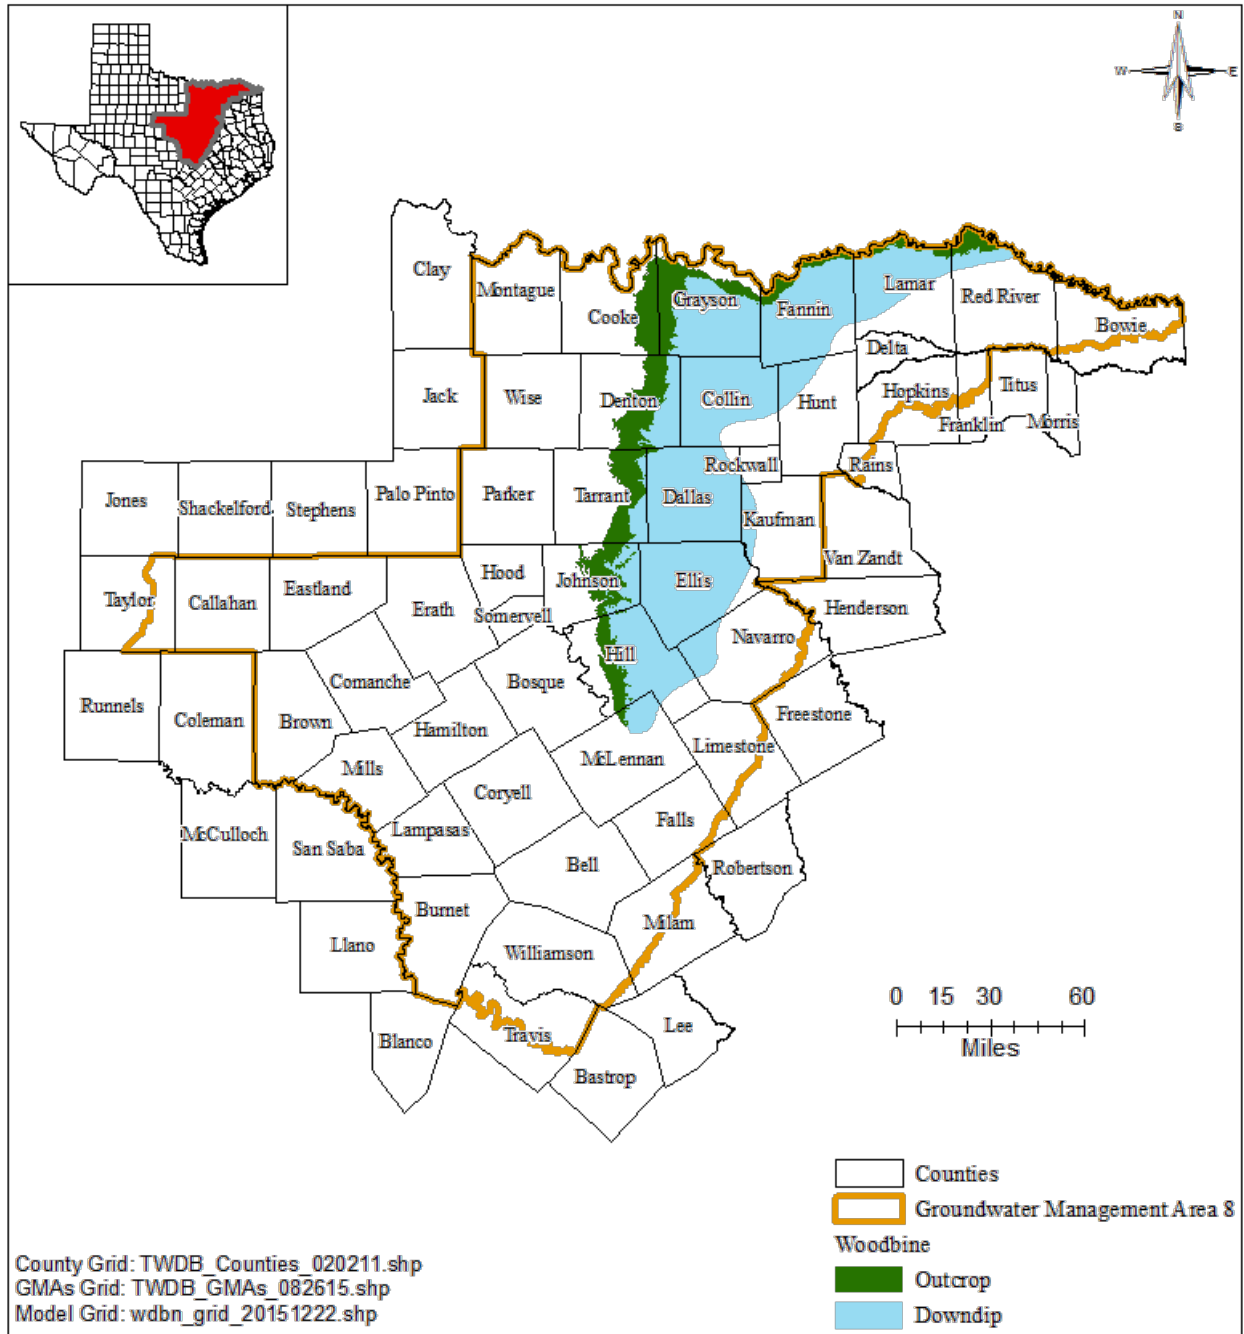 N
W E
S
Clay
Montague
Cooke
Grayson
Fannin
Lamar
Red River
Bowie
Delta
Jack
Wise
Denton
Collin
Hunt
Hopkins
Titus
Franklin
Morris
Rockwall
Rains
Jones
Shackelford
Stephens
Palo Pinto
Parker
Tarrant
Dallas
Kaufman
Van Zandt
Taylor
Callahan
Eastland
Erath
Hood
Somervell
Johnson
Ellis
Henderson
Navarro
Hill
Bosque
Comanche
Runnels
Coleman
Brown
Hamilton
Freestone
Limestone
McLennan
Mills
Coryell
McCulloch
San Saba
Lampasas
Falls
Bell
Robertson
Burnet
Milam
Llano
Williamson
Travis
Lee
Blanco
Bastrop
0 15 30 60
Miles
Counties
Groundwater Management Area 8
Woodbine
Outcrop
Downdip
County Grid: TWDB_Counties_020211.shp
GMAs Grid: TWDB_GMAs_082615.shp
Model Grid: wdbn_grid_20151222.shp